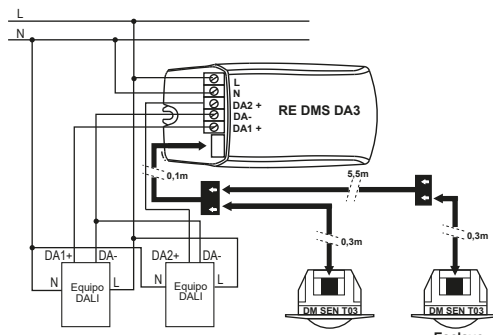 L
N
L
N
DA2 +
DA-
DA1 +
RE DMS DA3
0,1m
5,5m
0,3m
0,3m
DA1+ DA- DA2+ DA-
N Equipo DALI L
N Equipo DALI L
DM SEN T03
DM SEN T03
Esclavo